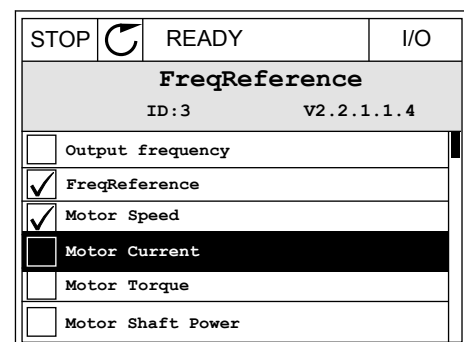 STOP READY I/O
FreqReference
ID:3 V2.2.1.1.4
Output frequency
FreqReference
Motor Speed
Motor Current
Motor Torque
Motor Shaft Power